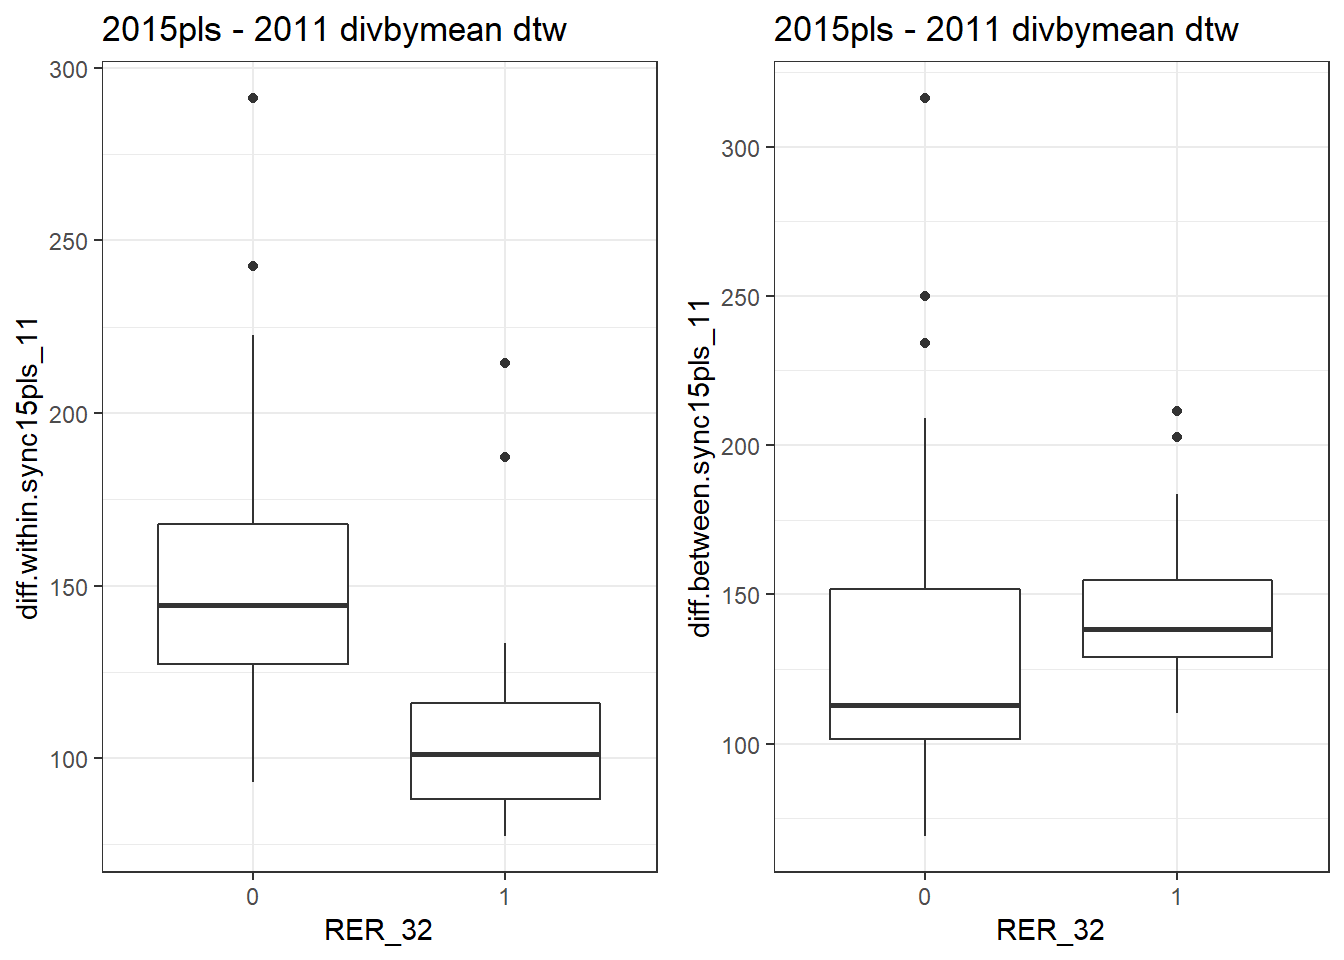 2015pls - 2011 divbymean dtw
diff.within.sync15pls_11
300
250
200
150
100
0
1
RER_32
2015pls - 2011 divbymean dtw
diff.between.sync15pls_11
300
250
200
150
100
0
1
RER_32